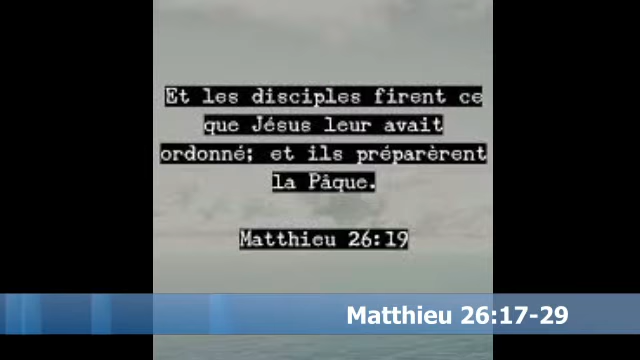 Et les disciples firent ce
que Jésus leur avait
ordonné; et ils préparèrent
la Pâque.
Matthieu 26:19
Matthieu 26:17-29